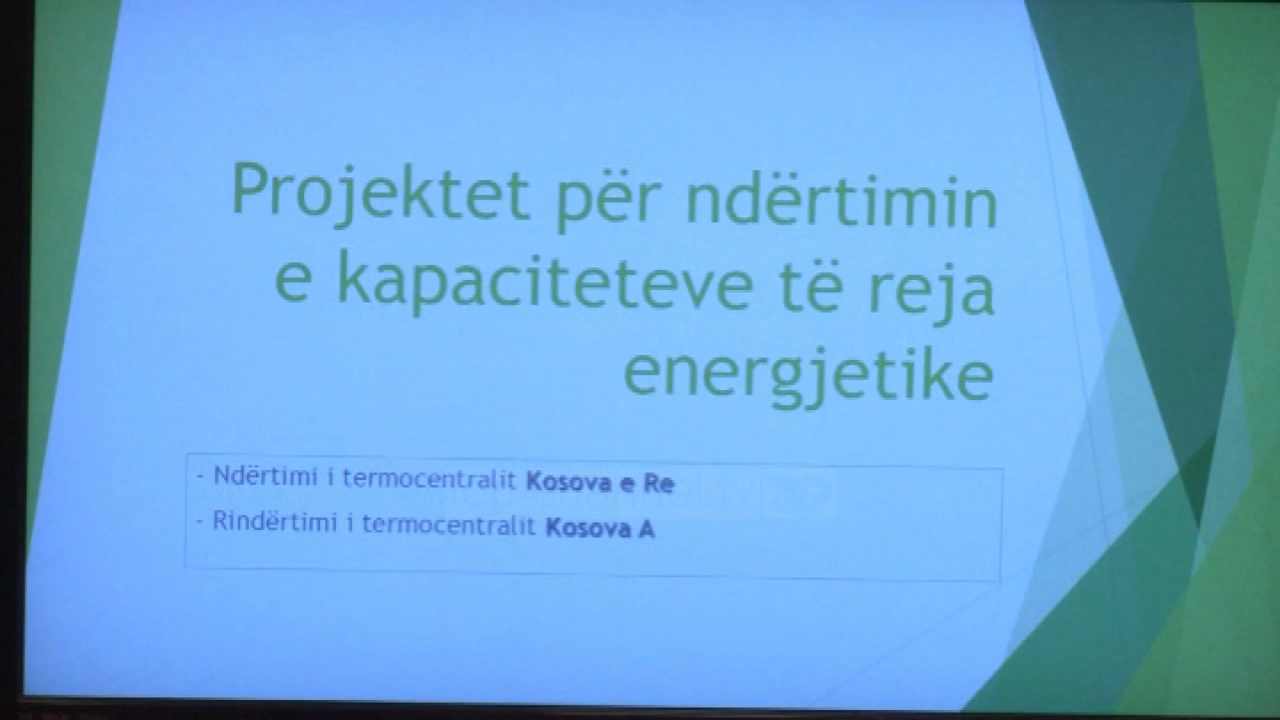 Projektet për ndërtimin
e kapaciteteve të reja
energjetike
- Ndërtimi i termocentralit Kosova e Re
- Rindërtimi i termocentralit Kosova A